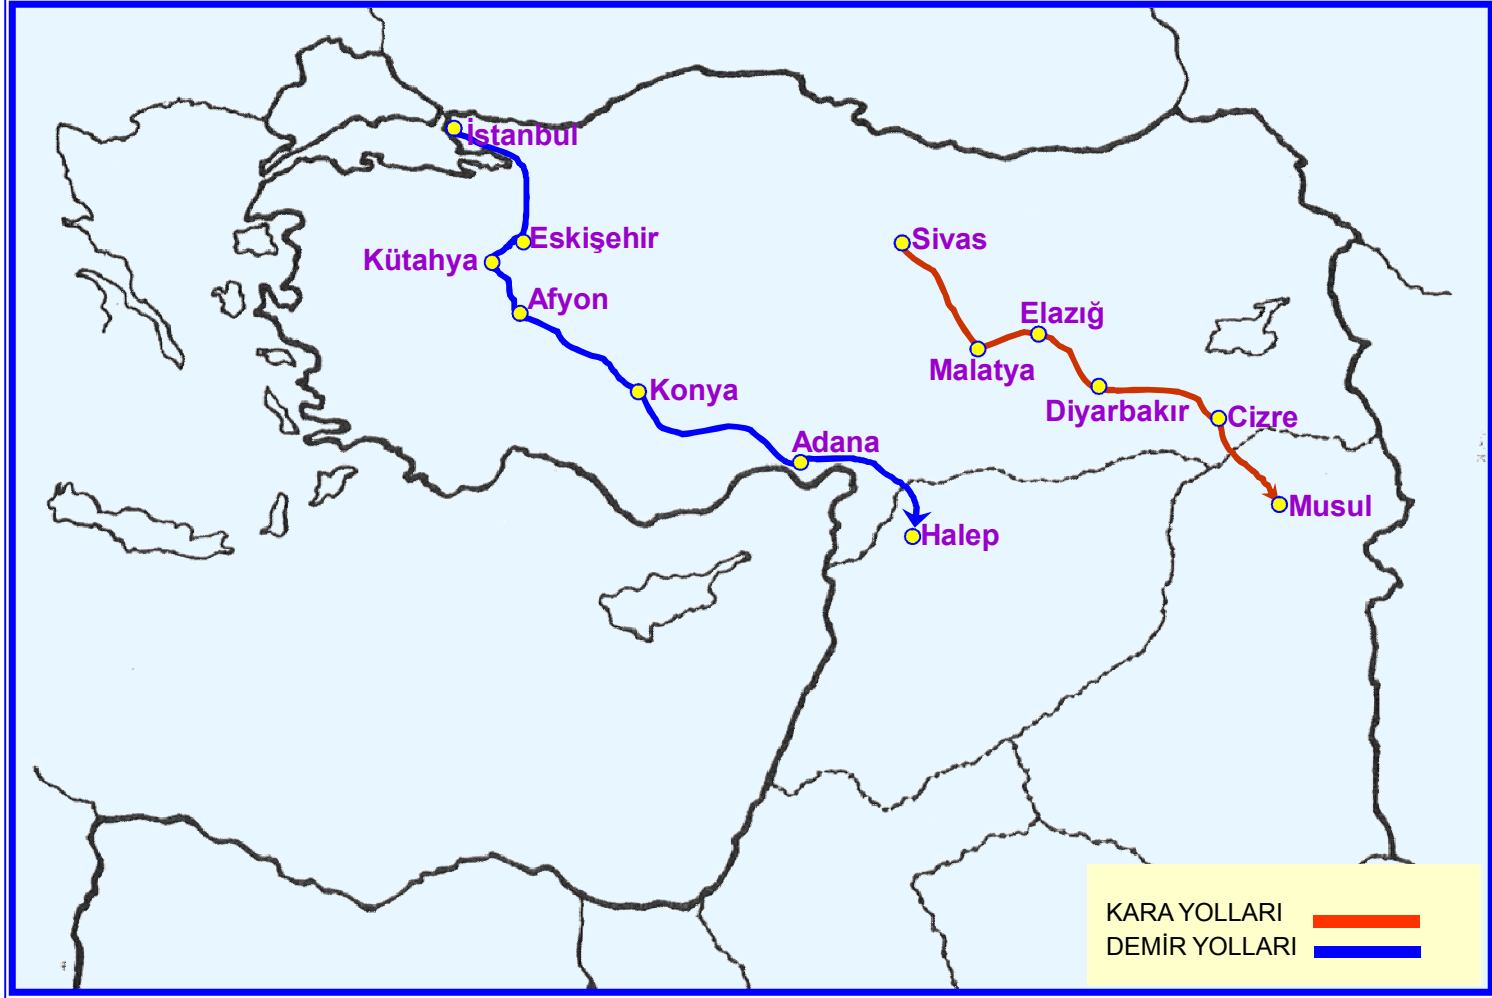 İstanbul
Eskişehir
Sivas
Kütahya
Afyon
Elazığ
Malatya
Konya
Diyarbakır
Cizre
Adana
Musul
Halep
KARA YOLLARI
DEMİR YOLLARI